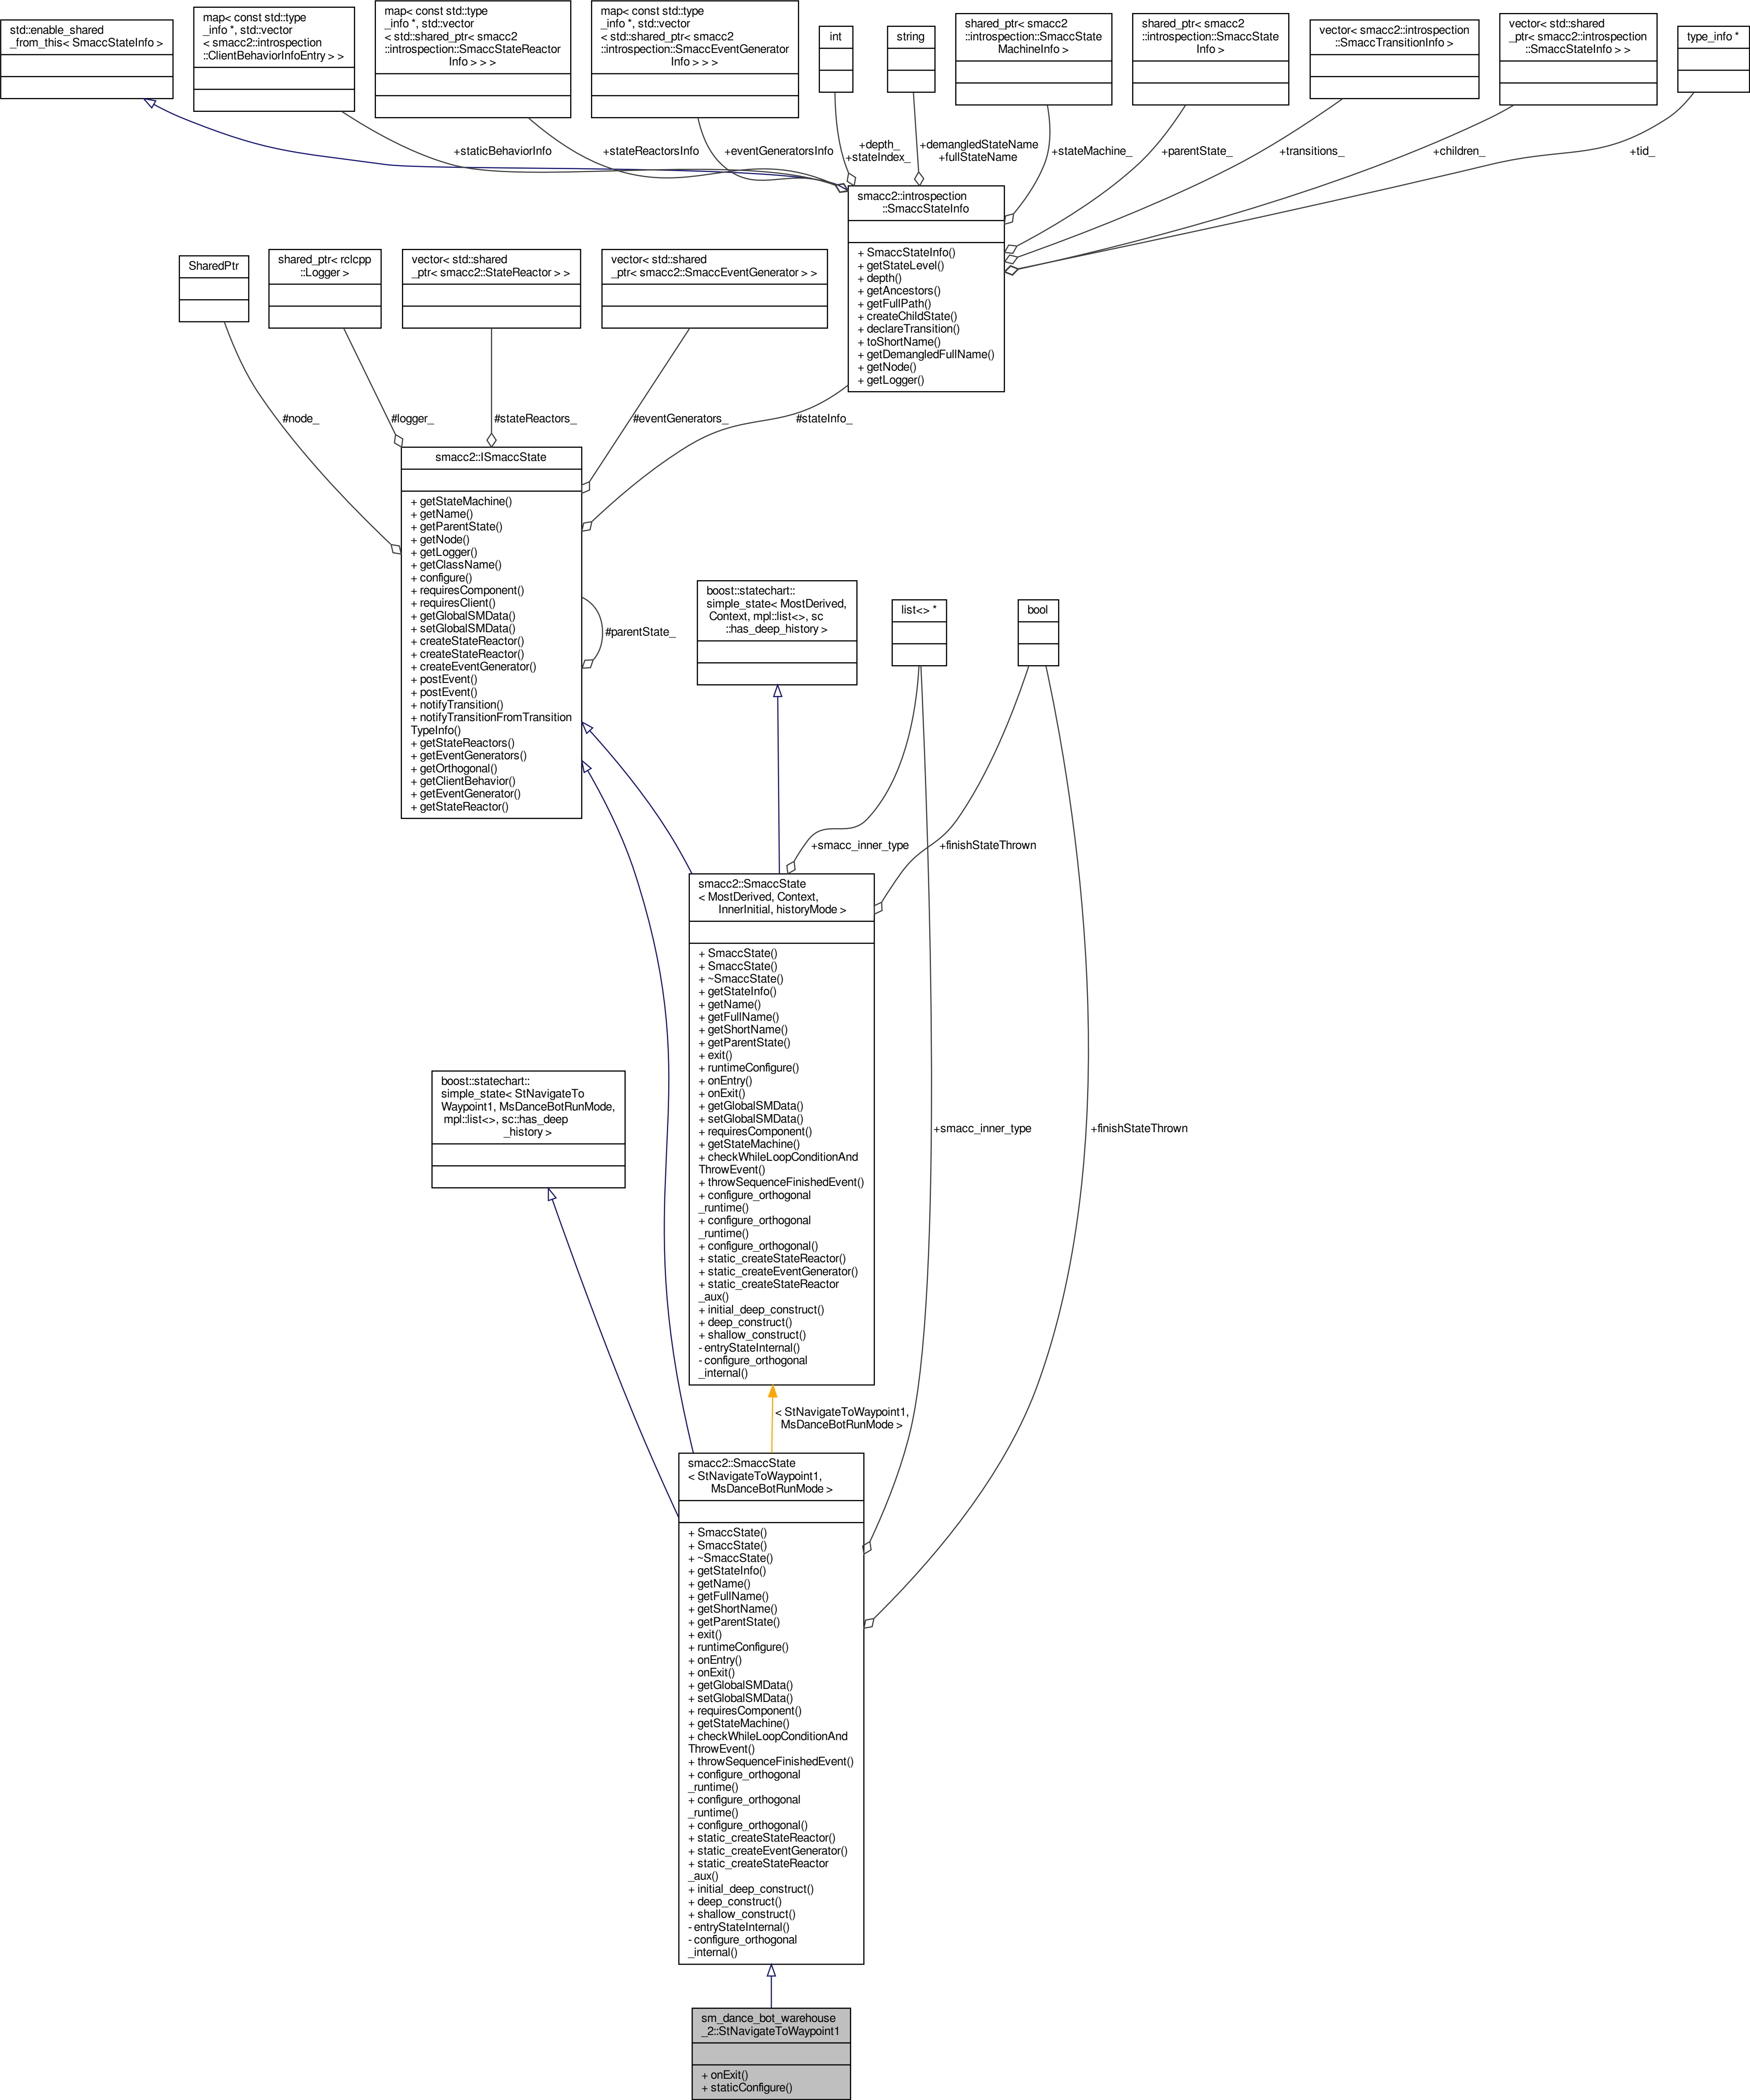 std::enable_shared
_from_this< SmaccStateInfo >
map< const std::type
_info *, std::vector
< smacc2::introspection
::ClientBehaviorInfoEntry > >
map< const std::type
_info *, std::vector
< std::shared_ptr< smacc2
::introspection::SmaccStateReactor
Info > > >
map< const std::type
_info *, std::vector
< std::shared_ptr< smacc2
::introspection::SmaccEventGenerator
Info > > >
int
string
shared_ptr< smacc2
::introspection::SmaccState
MachineInfo >
shared_ptr< smacc2
::introspection::SmaccState
Info >
vector< smacc2::introspection
::SmaccTransitionInfo >
vector< std::shared
_ptr< smacc2::introspection
::SmaccStateInfo > >
type_info *
+staticBehaviorInfo
+stateReactorsInfo
+eventGeneratorsInfo
+depth_
+stateIndex_
+demangledStateName
+fullStateName
+stateMachine_
+parentState_
+transitions_
+children_
+tid_
smacc2::introspection
::SmaccStateInfo
+ SmaccStateInfo()
+ getStateLevel()
+ depth()
+ getAncestors()
+ getFullPath()
+ createChildState()
+ declareTransition()
+ toShortName()
+ getDemangledFullName()
+ getNode()
+ getLogger()
SharedPtr
shared_ptr< rclcpp
::Logger >
vector< std::shared
_ptr< smacc2::StateReactor > >
vector< std::shared
_ptr< smacc2::SmaccEventGenerator > >
#node_
#logger_
#stateReactors_
#eventGenerators_
#stateInfo_
smacc2::ISmaccState
+ getStateMachine()
+ getName()
+ getParentState()
+ getNode()
+ getLogger()
+ getClassName()
+ configure()
+ requiresComponent()
+ requiresClient()
+ getGlobalSMData()
+ setGlobalSMData()
+ createStateReactor()
+ createStateReactor()
+ createEventGenerator()
+ postEvent()
+ postEvent()
+ notifyTransition()
+ notifyTransitionFromTransition
TypeInfo()
+ getStateReactors()
+ getEventGenerators()
+ getOrthogonal()
+ getClientBehavior()
+ getEventGenerator()
+ getStateReactor()
#parentState_
boost::statechart::
simple_state< MostDerived,
Context, mpl::list<>, sc
::has_deep_history >
list<> *
bool
+smacc_inner_type
+finishStateThrown
smacc2::SmaccState
< MostDerived, Context,
InnerInitial, historyMode >
+ SmaccState()
+ SmaccState()
+ ~SmaccState()
+ getStateInfo()
+ getName()
+ getFullName()
+ getShortName()
+ getParentState()
+ exit()
+ runtimeConfigure()
+ onEntry()
+ onExit()
+ getGlobalSMData()
+ setGlobalSMData()
+ requiresComponent()
+ getStateMachine()
+ checkWhileLoopConditionAnd
ThrowEvent()
+ throwSequenceFinishedEvent()
+ configure_orthogonal
_runtime()
+ configure_orthogonal
_runtime()
+ configure_orthogonal()
+ static_createStateReactor()
+ static_createEventGenerator()
+ static_createStateReactor
_aux()
+ initial_deep_construct()
+ deep_construct()
+ shallow_construct()
- entryStateInternal()
- configure_orthogonal
_internal()
boost::statechart::
simple_state< StNavigateTo
Waypoint1, MsDanceBotRunMode,
mpl::list<>, sc::has_deep
_history >
+smacc_inner_type
+finishStateThrown
< StNavigateToWaypoint1,
MsDanceBotRunMode >
smacc2::SmaccState
< StNavigateToWaypoint1,
MsDanceBotRunMode >
+ SmaccState()
+ SmaccState()
+ ~SmaccState()
+ getStateInfo()
+ getName()
+ getFullName()
+ getShortName()
+ getParentState()
+ exit()
+ runtimeConfigure()
+ onEntry()
+ onExit()
+ getGlobalSMData()
+ setGlobalSMData()
+ requiresComponent()
+ getStateMachine()
+ checkWhileLoopConditionAnd
ThrowEvent()
+ throwSequenceFinishedEvent()
+ configure_orthogonal
_runtime()
+ configure_orthogonal
_runtime()
+ configure_orthogonal()
+ static_createStateReactor()
+ static_createEventGenerator()
+ static_createStateReactor
_aux()
+ initial_deep_construct()
+ deep_construct()
+ shallow_construct()
- entryStateInternal()
- configure_orthogonal
_internal()
sm_dance_bot_warehouse
_2::StNavigateToWaypoint1
+ onExit()
+ staticConfigure()